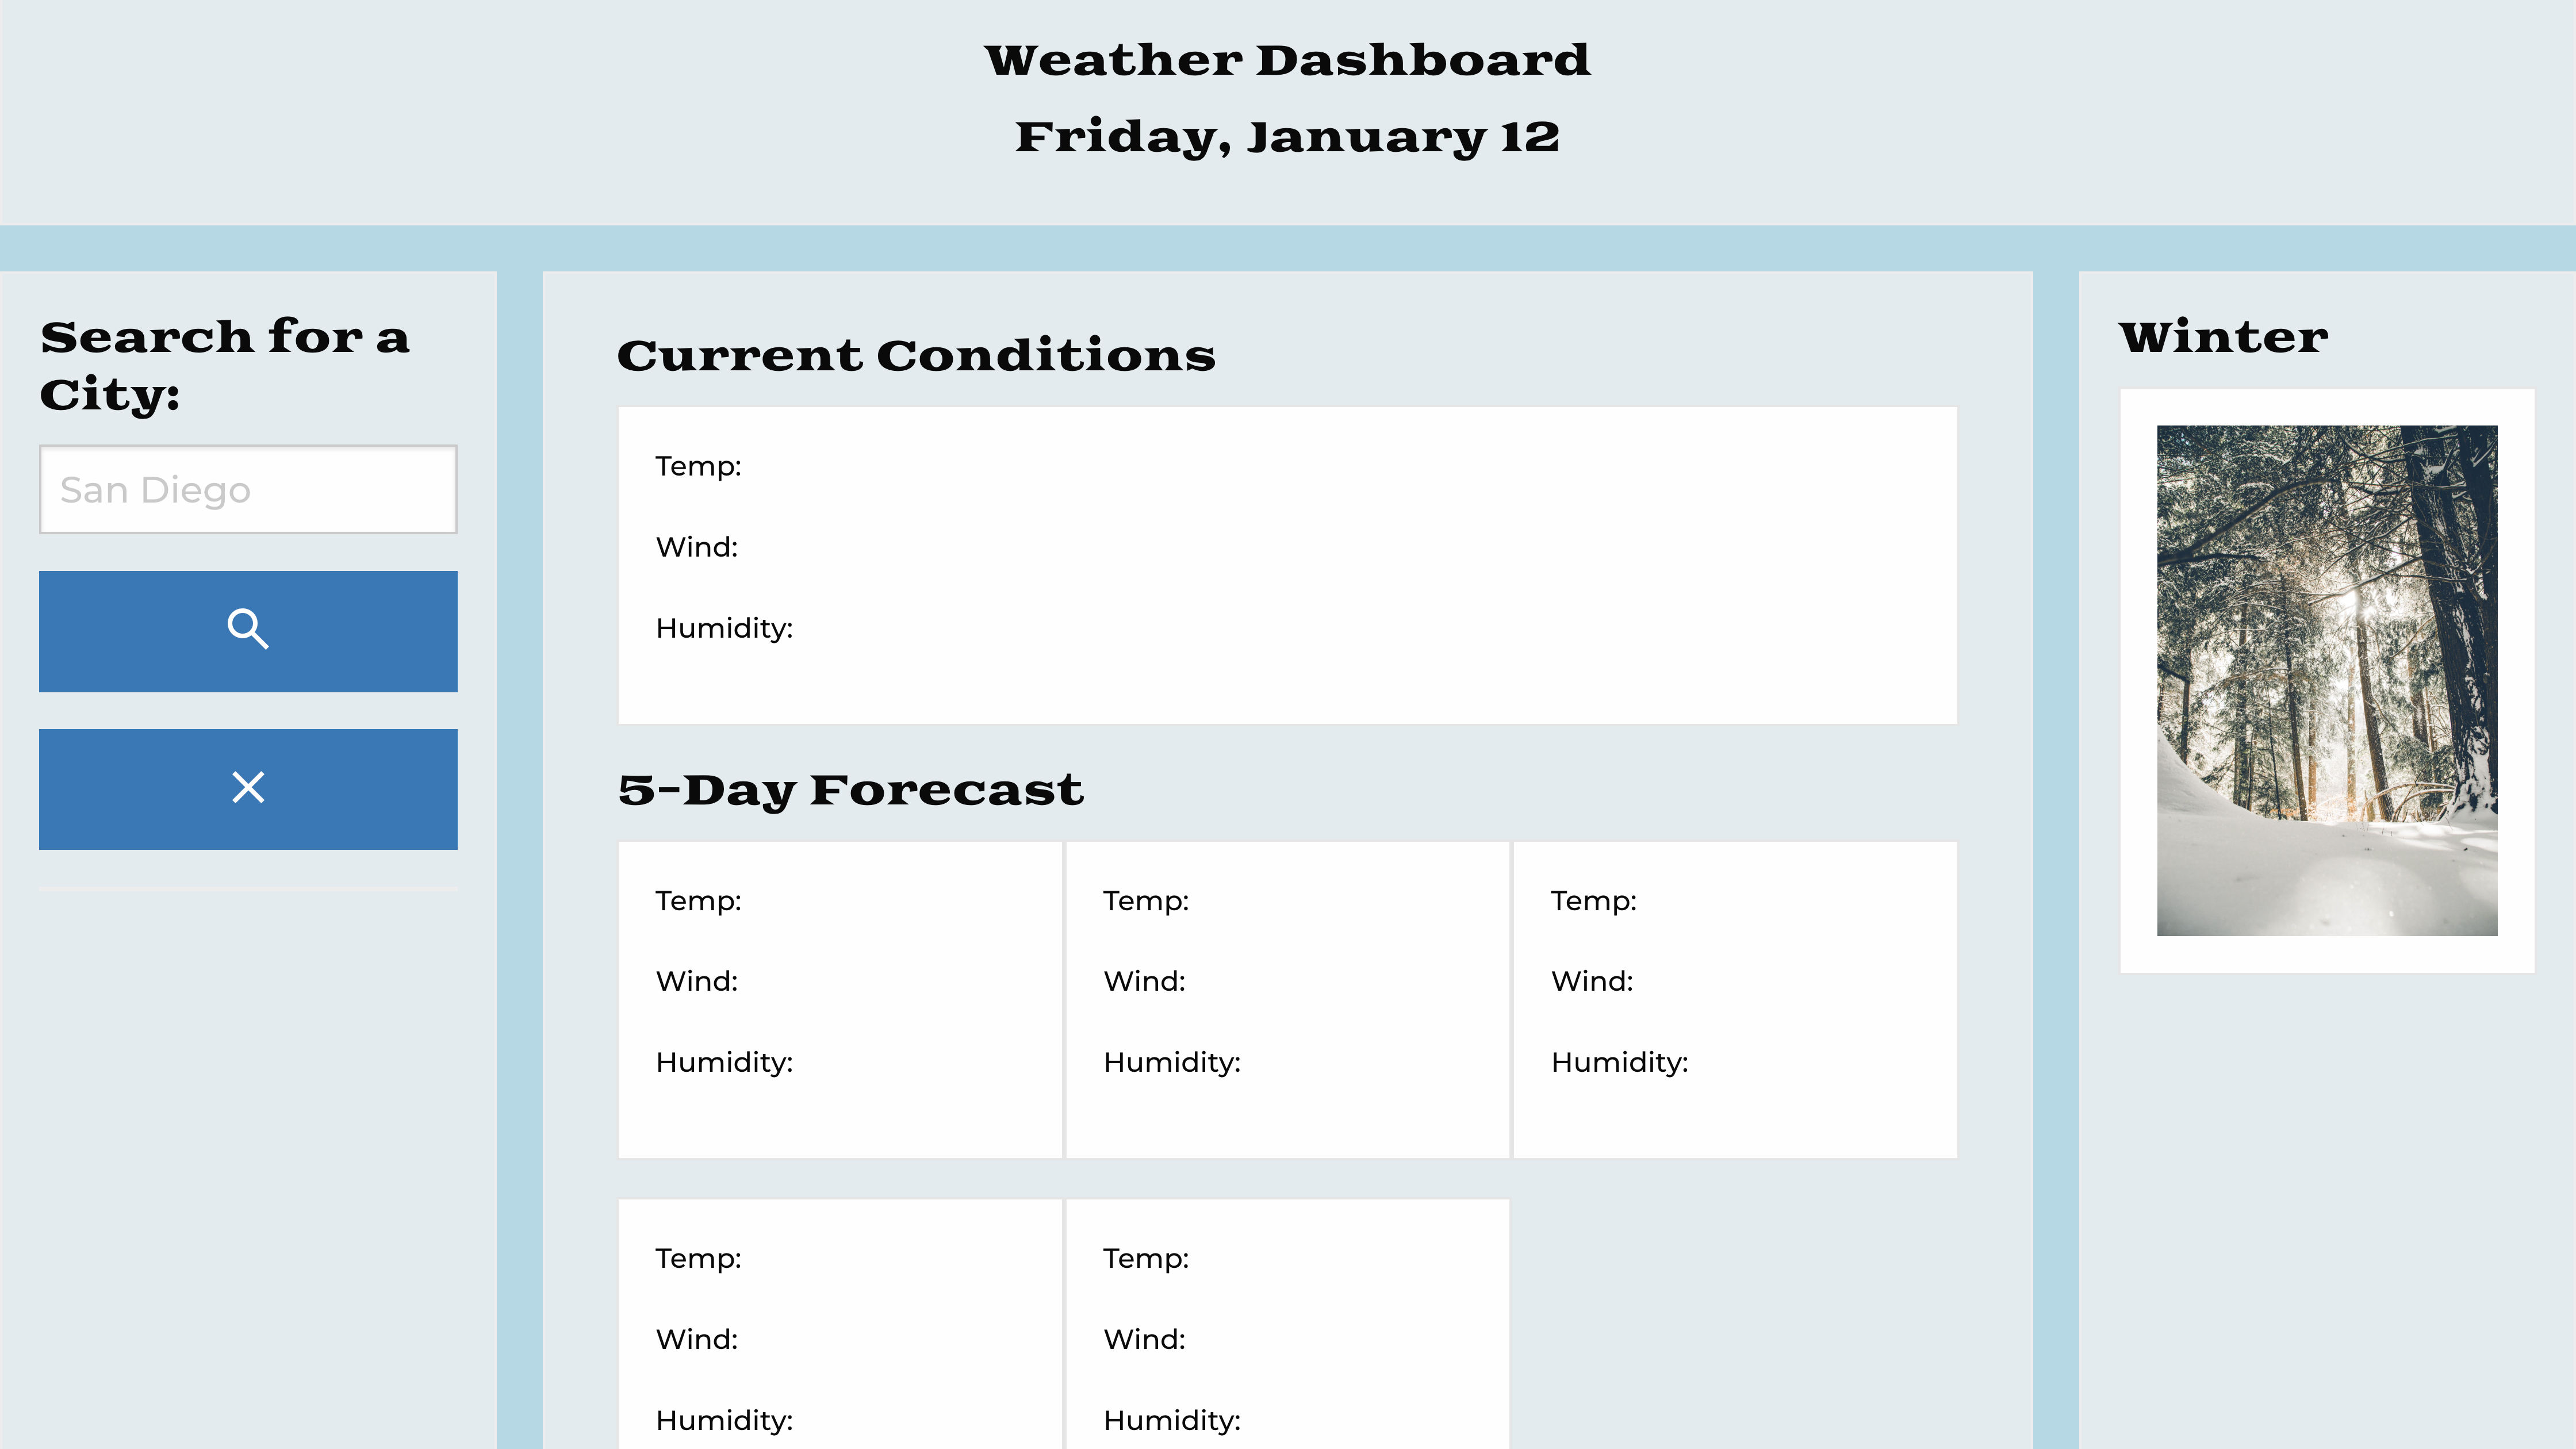 Weather Dashboard
Friday, January 12
Search for a
City:
San Diego
Current Conditions
Temp:
Wind:
Humidity:
5-Day Forecast
Temp:
Wind:
Humidity:
Temp:
Wind:
Humidity:
Temp:
Wind:
Humidity:
Temp:
Wind:
Humidity:
Temp:
Wind:
Humidity:
Winter